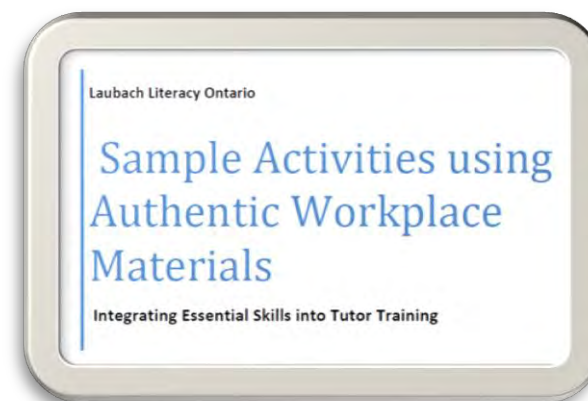 Laubach Literacy Ontario
Sample Activities using
Authentic Workplace
Materials
Integrating Essential Skills into Tutor Training